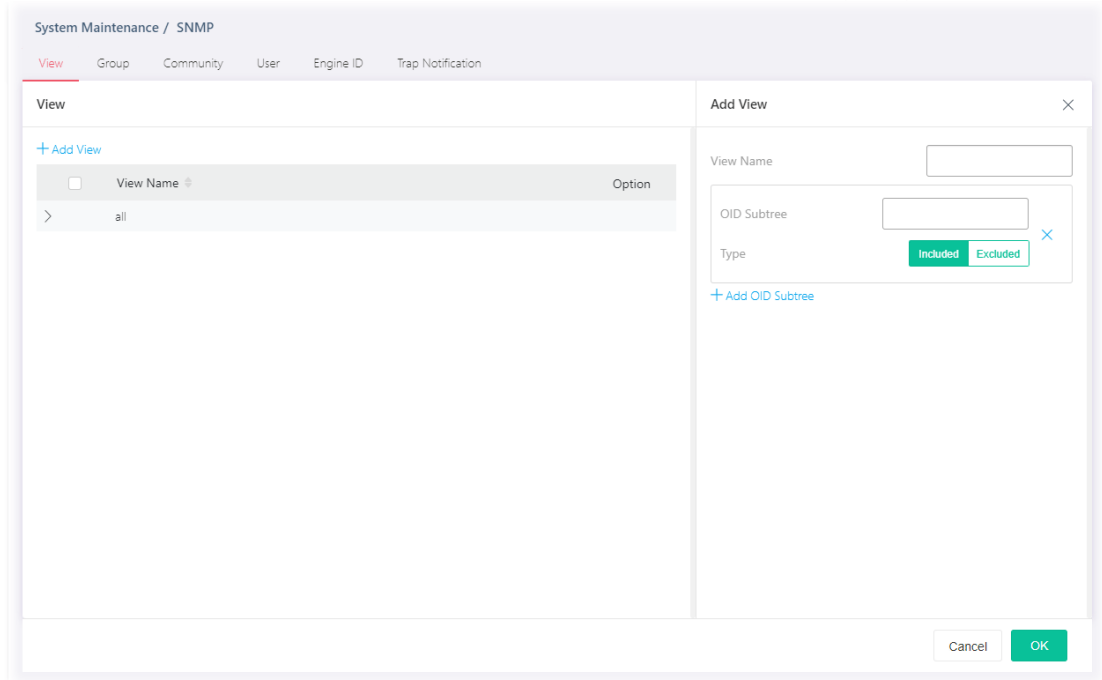 System Maintenance / SNMP
View Group Community User Engine ID Trap Notification
View
Add View
View Name Option
all
Add View
View Name
OID Subtree
Type Included Excluded
Add OID Subtree
Cancel OK